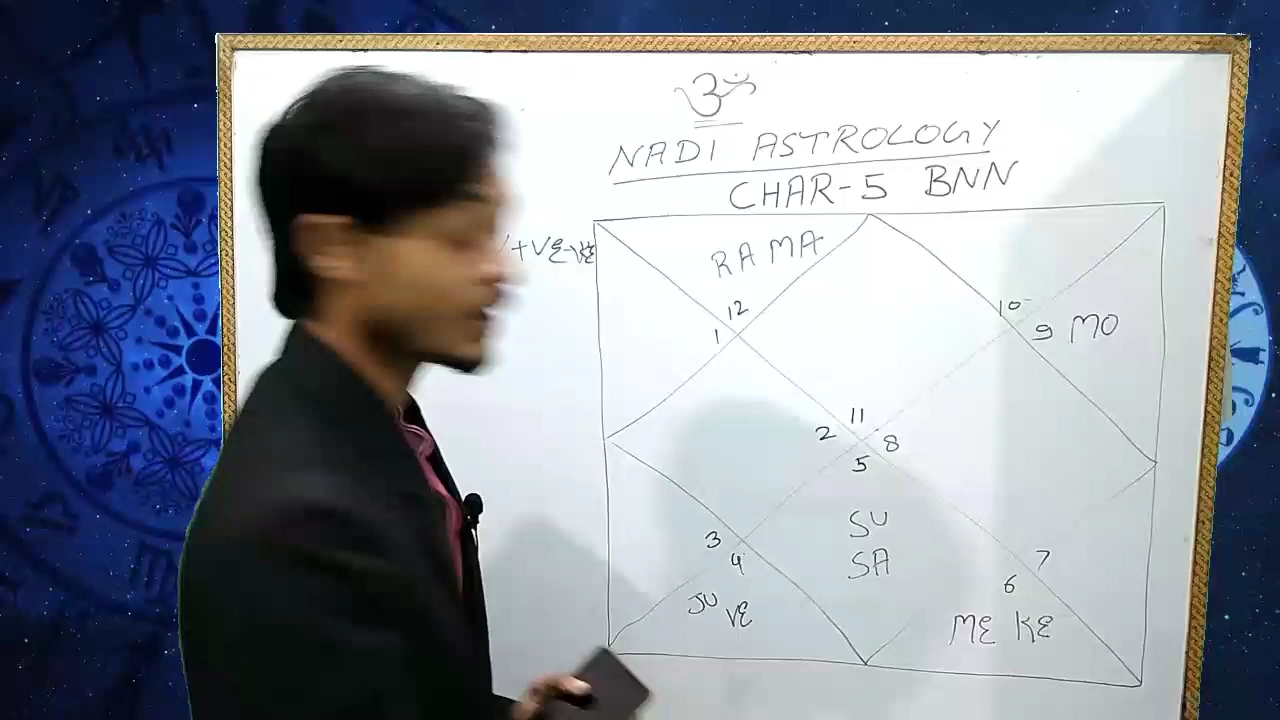 ॐ
NADI ASTROLOGY
CHAR-5 BNN
+VE-VE
RA MA
12
1
10
9 MO
11
2
8
5
SU
SA
3
4
JU VE
7
6
ME KE